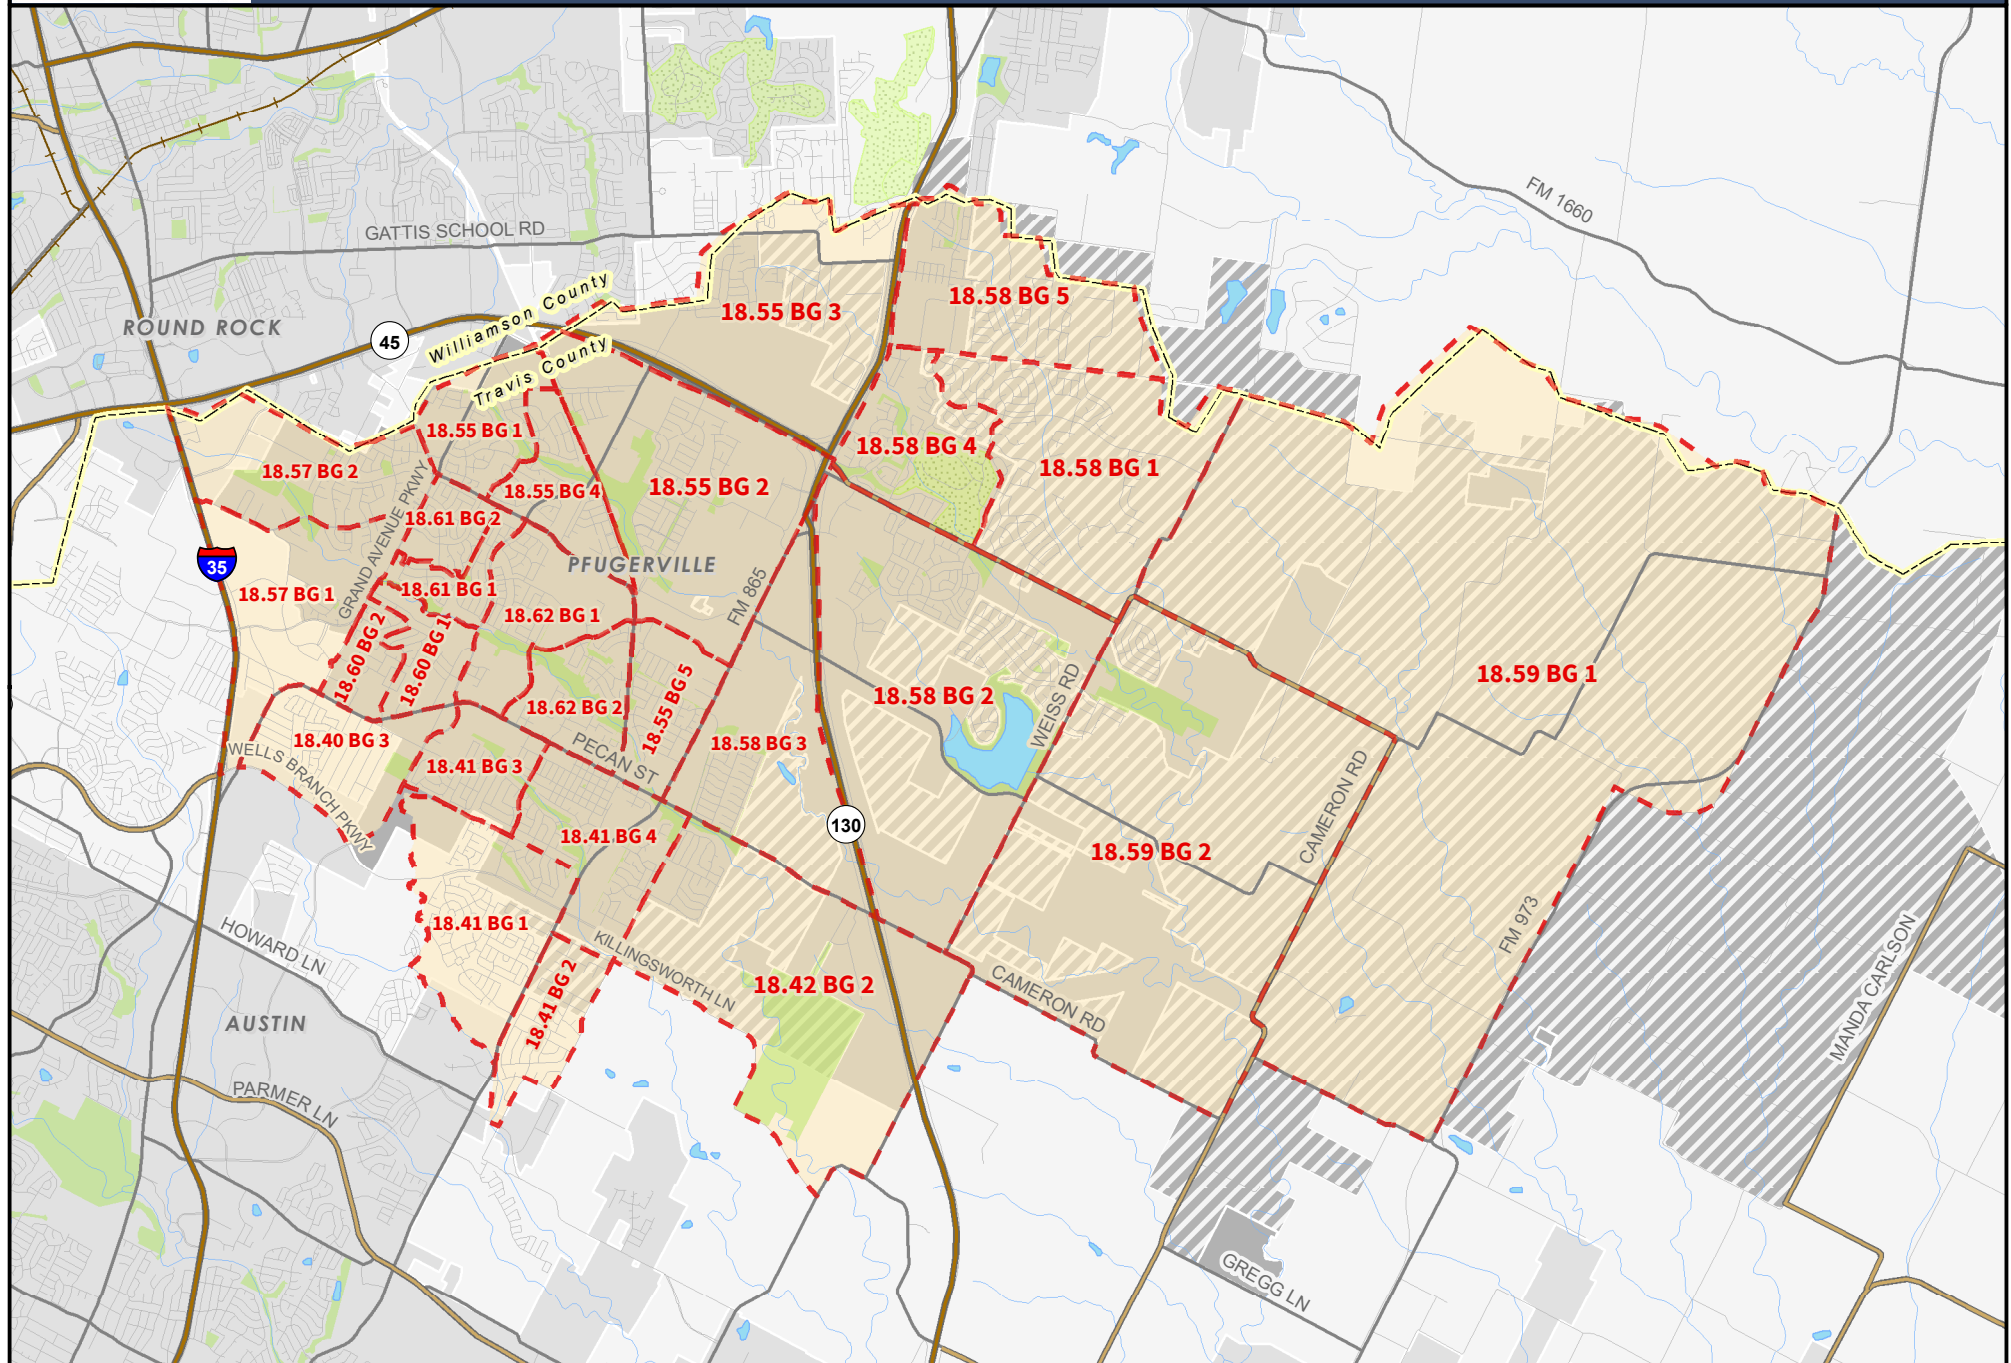 FM 1660
GATTIS SCHOOL RD
Williamson County
18.58 BG 5
18.55 BG 3
ROUND ROCK
45
Travis County
18.55 BG 1
18.58 BG 4
18.57 BG 2
18.58 BG 1
18.55 BG 4
18.55 BG 2
GRAND AVENUE PKWY
18.61 BG 2
35
PFUGERVILLE
18.57 BG 1
18.61 BG 1
FM 865
18.62 BG 1
18.60 BG 2
18.60 BG 1
18.59 BG 1
18.58 BG 2
18.62 BG 2
18.55 BG 5
WEISS RD
18.40 BG 3
18.58 BG 3
PECAN ST
WELLS BRANCH PKWY
18.41 BG 3
CAMERON RD
130
18.41 BG 4
18.59 BG 2
18.41 BG 1
FM 973
HOWARD LN
KILLINGSWORTH LN
MANDA CARLSON
18.42 BG 2
CAMERON RD
18.41 BG 2
AUSTIN
PARMER LN
GREGG LN